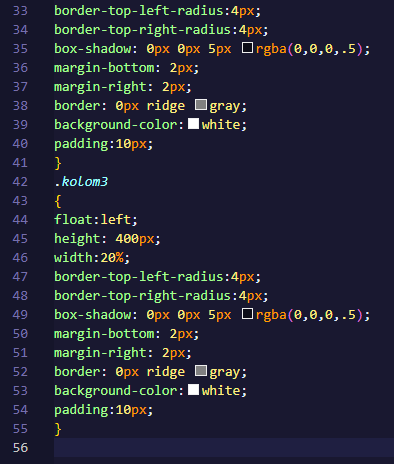 33 border-top-left-radius:4px;
34 border-top-right-radius:4px;
35 box-shadow: 0px 0px 5px rgba(0,0,0,.5);
36 margin-bottom: 2px;
37 margin-right: 2px;
38 border: 0px ridge gray;
39 background-color:white;
40 padding:10px;
41 }
42 .kolom3
43 {
44 float:left;
45 height: 400px;
46 width:20%;
47 border-top-left-radius:4px;
48 border-top-right-radius:4px;
49 box-shadow: 0px 0px 5px rgba(0,0,0,.5);
50 margin-bottom: 2px;
51 margin-right: 2px;
52 border: 0px ridge gray;
53 background-color:white;
54 padding:10px;
55 }
56